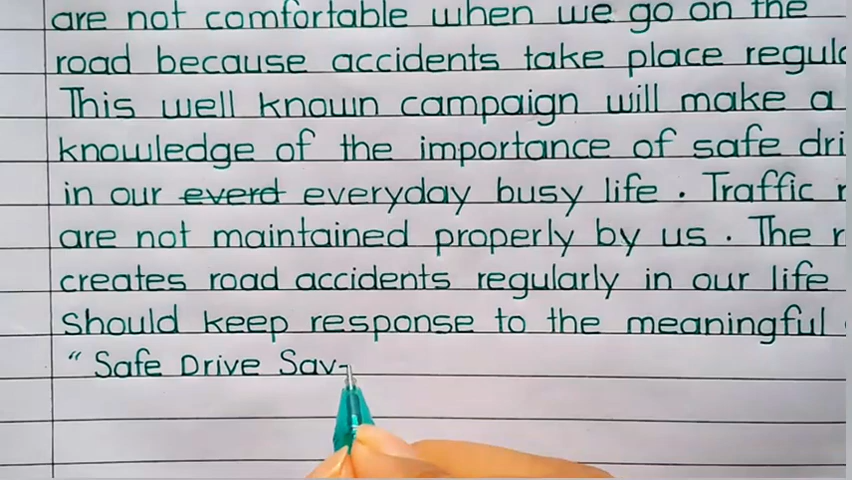 are not comfortable when we go on the
road because accidents take place regula
This well known campaign will make a
knowledge of the importance of safe dri
in our everd everyday busy life . Traffic r
are not maintained properly by us . The r
creates road accidents regularly in our life
Should keep response to the meaningful
" Safe Drive Sav